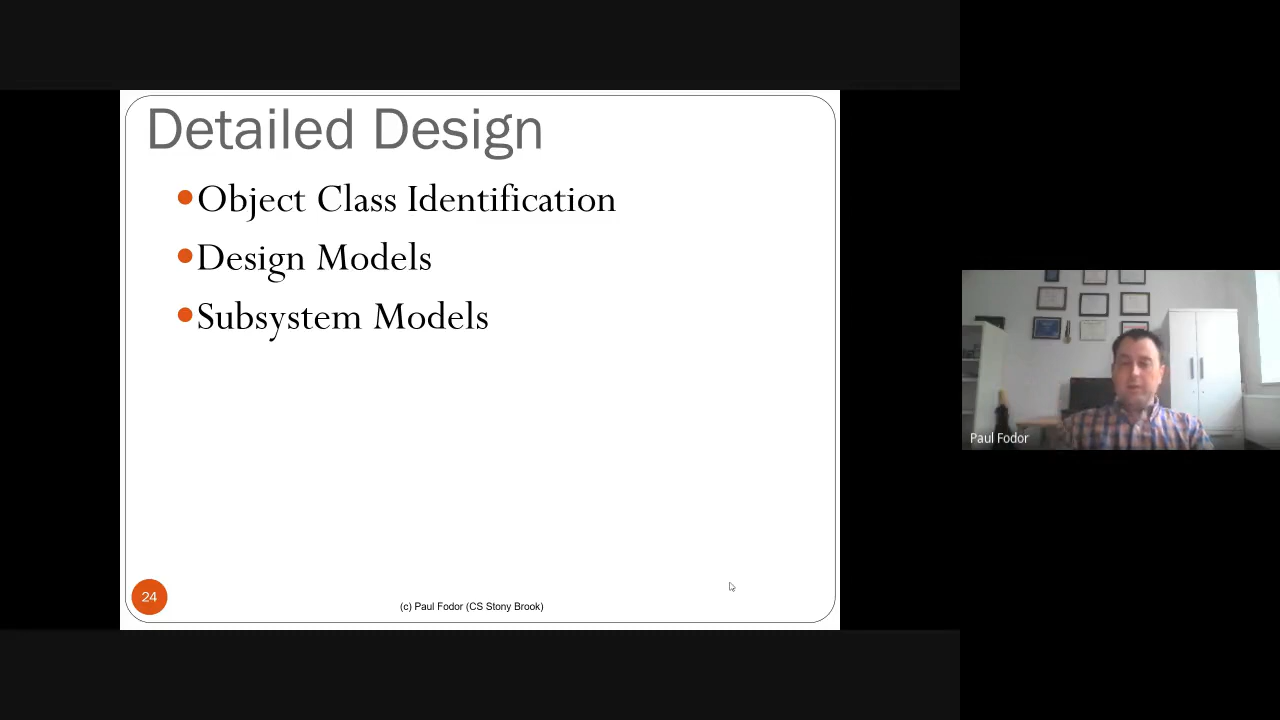 Detailed Design
Object Class Identification
Design Models
Subsystem Models
24
(c) Paul Fodor (CS Stony Brook)
Paul Fodor